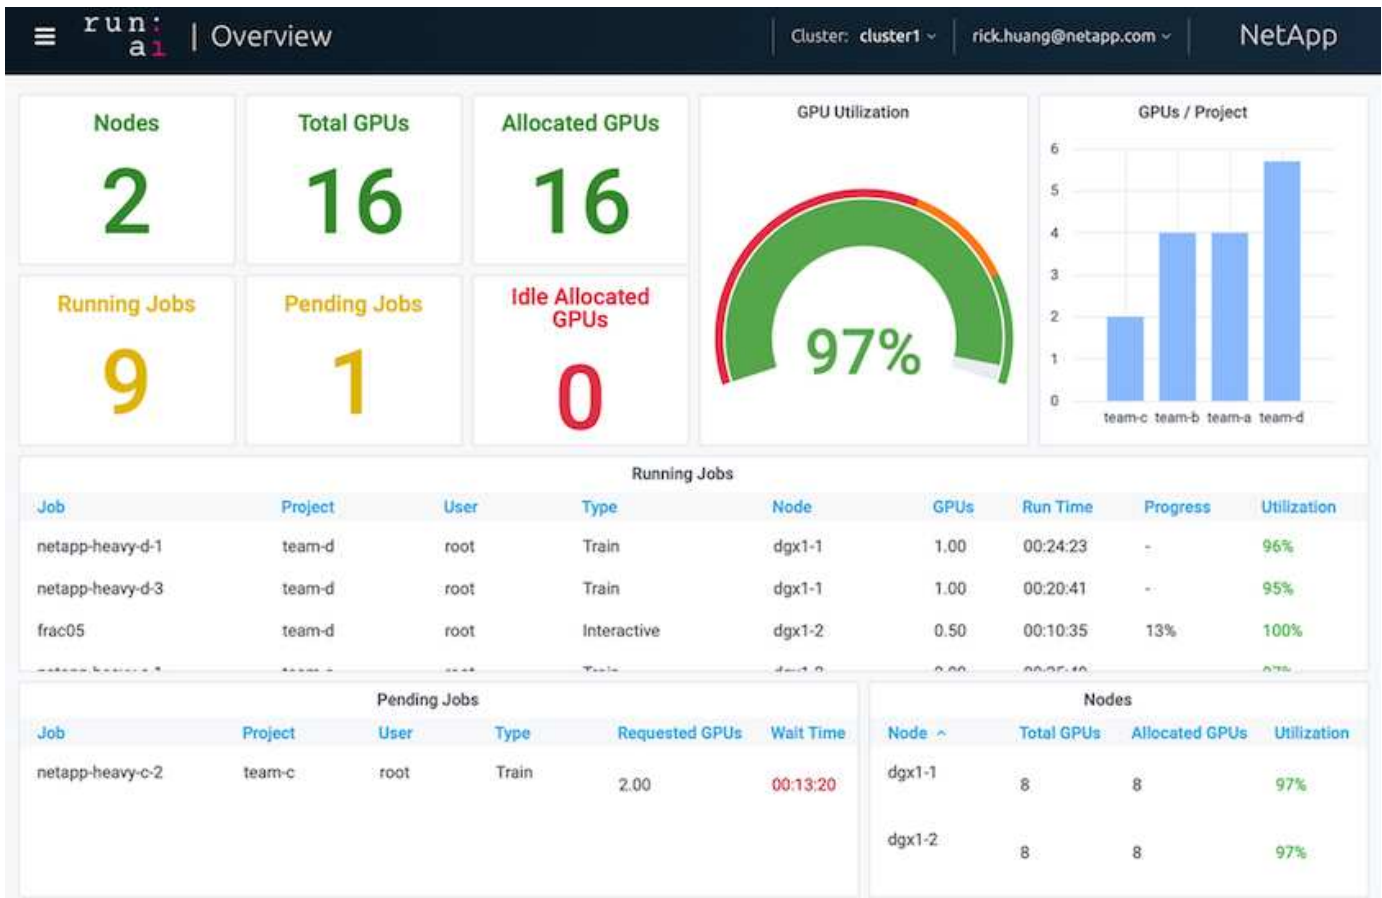 run: ai | Overview Cluster: cluster1 rick.huang@netapp.com NetApp
Nodes
2
Total GPUs
16
Allocated GPUs
16
Running Jobs
9
Pending Jobs
1
Idle Allocated
GPUs
0
GPU Utilization
97%
GPUs / Project
6
5
4
3
2
1
0
team-c team-b team-a team-d
Running Jobs
Job Project User Type Node GPUs Run Time Progress Utilization
netapp-heavy-d-1 team-d root Train dgx1-1 1.00 00:24:23 - 96%
netapp-heavy-d-3 team-d root Train dgx1-1 1.00 00:20:41 - 95%
frac05 team-d root Interactive dgx1-2 0.50 00:10:35 13% 100%
Pending Jobs
Job Project User Type Requested GPUs Wait Time
netapp-heavy-c-2 team-c root Train 2.00 00:13:20
Nodes
Node Total GPUs Allocated GPUs Utilization
dgx1-1 8 8 97%
dgx1-2 8 8 97%